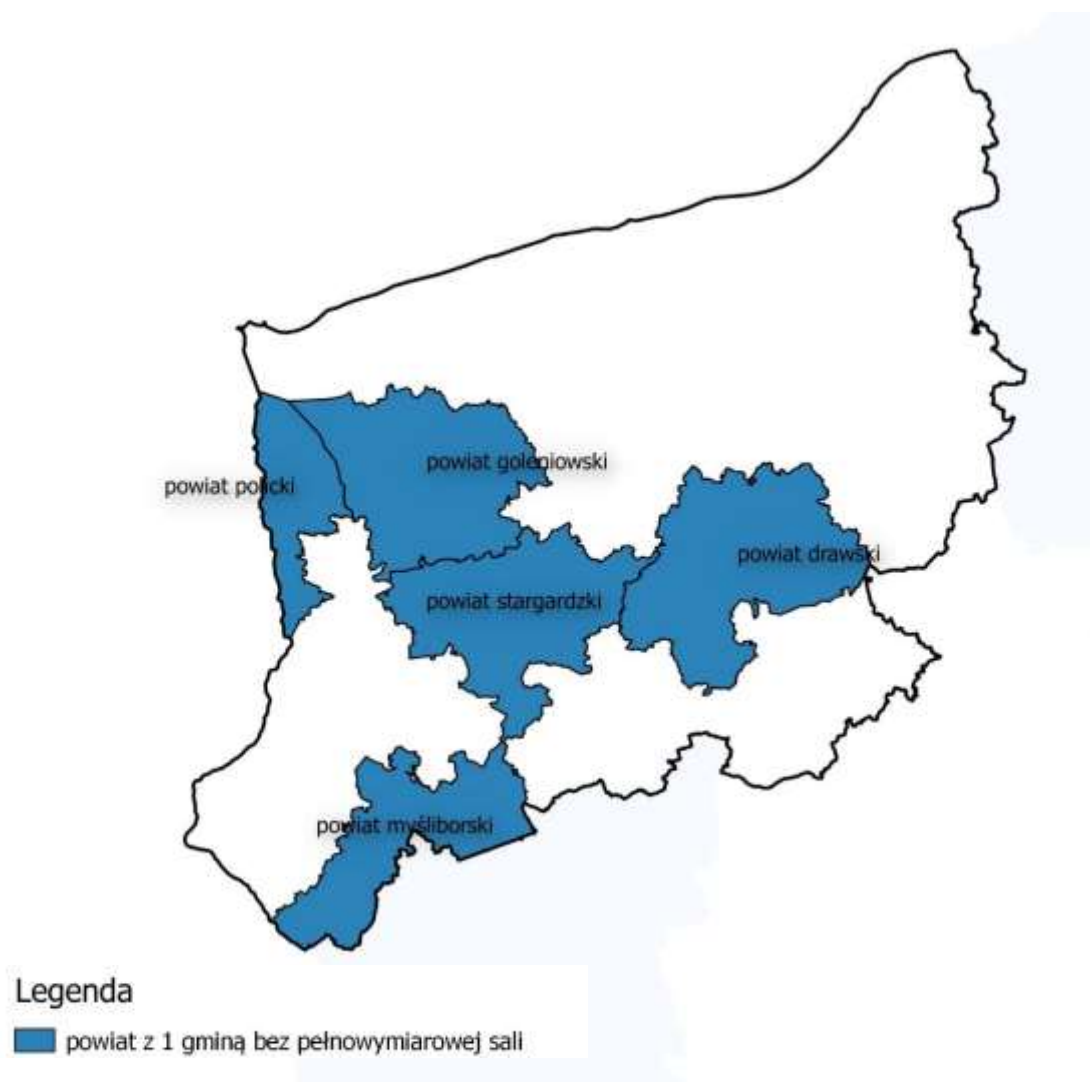 powiat goleniowski
powiat policki
powiat drawski
powiat stargardzki
powiat myśliborski
Legenda
powiat z 1 gminą bez pełnowymiarowej sali